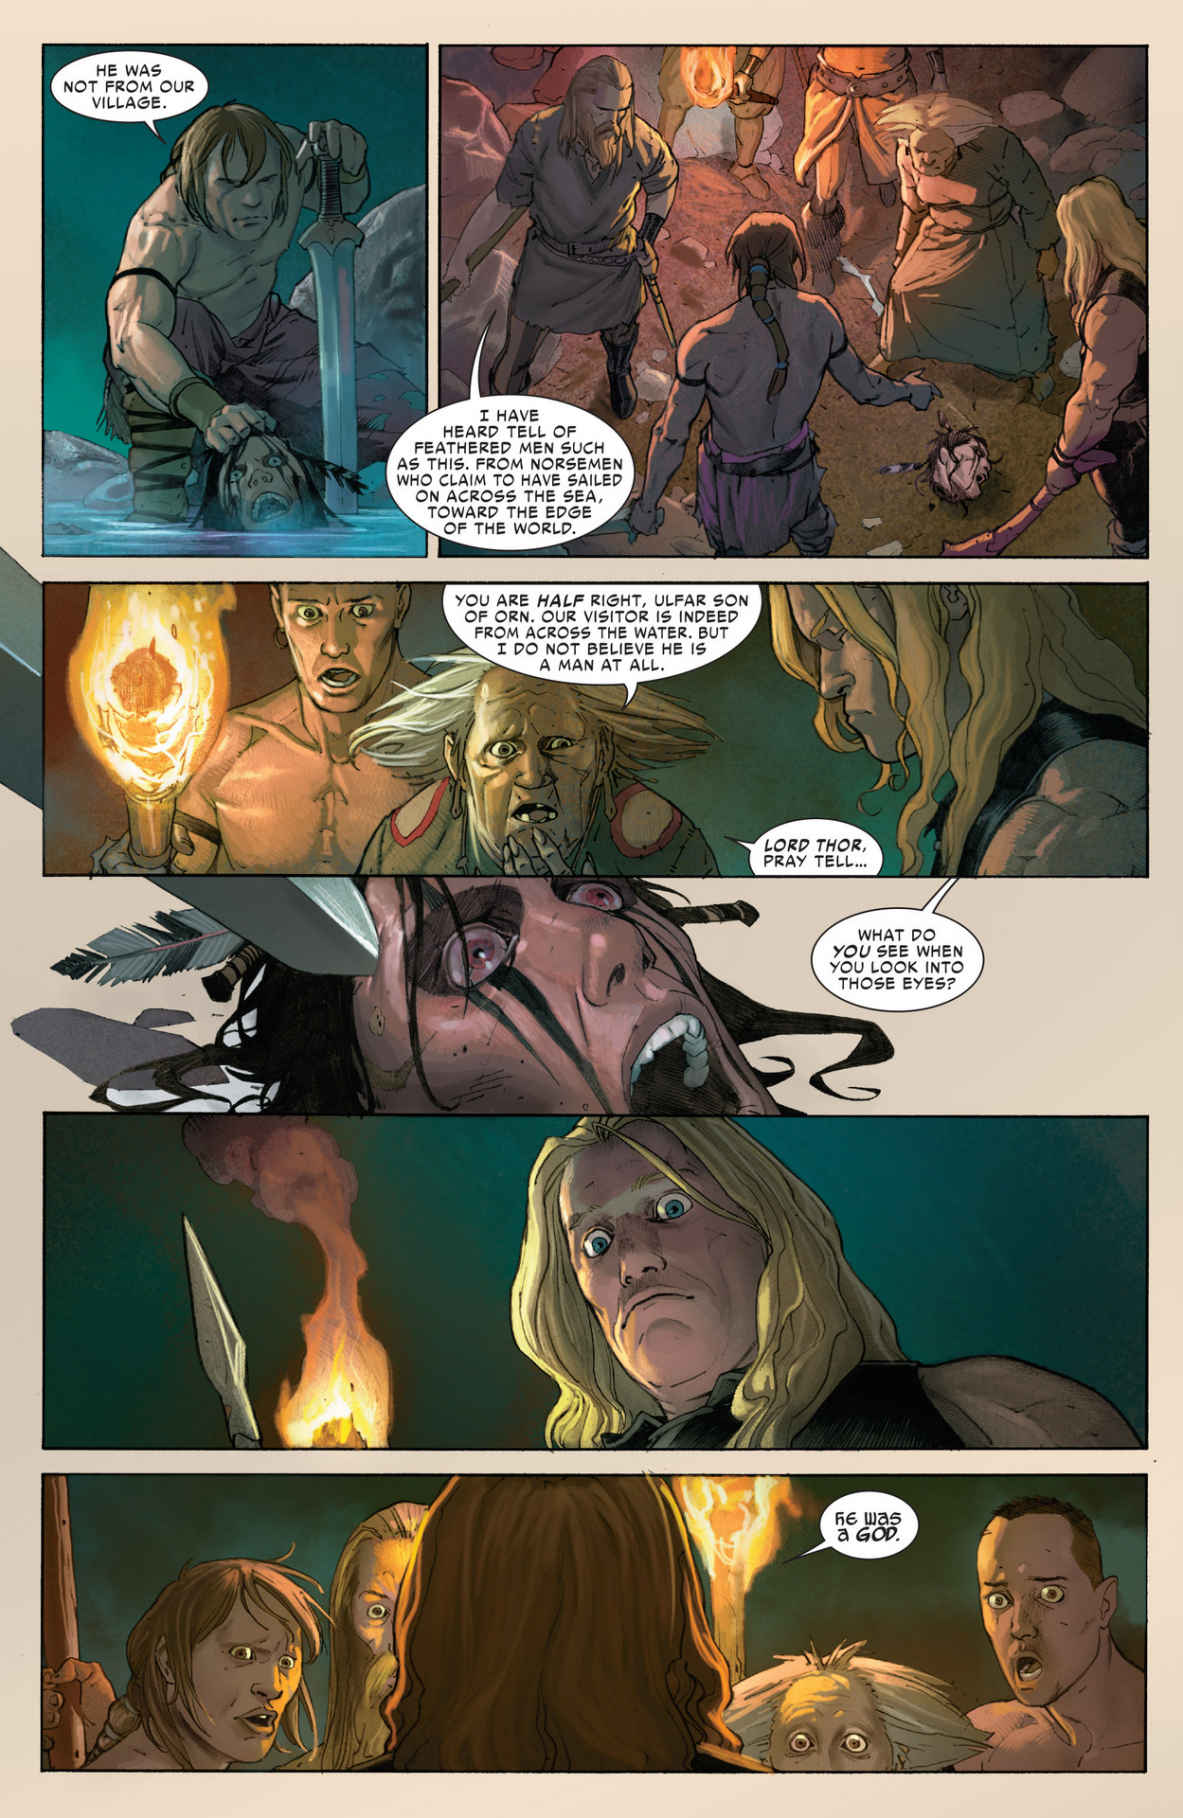 HE WAS
NOT FROM OUR
VILLAGE.
I HAVE
HEARD TELL OF
FEATHERED MEN SUCH
AS THIS. FROM NORSEMEN
WHO CLAIM TO HAVE SAILED
ON ACROSS THE SEA,
TOWARD THE EDGE
OF THE WORLD.
YOU ARE HALF RIGHT, ULFAR SON
OF ORN. OUR VISITOR IS INDEED
FROM ACROSS THE WATER. BUT
I DO NOT BELIEVE HE IS
A MAN AT ALL.
LORD THOR,
PRAY TELL...
WHAT DO
YOU SEE WHEN
YOU LOOK INTO
THOSE EYES?
HE WAS
A GOD.